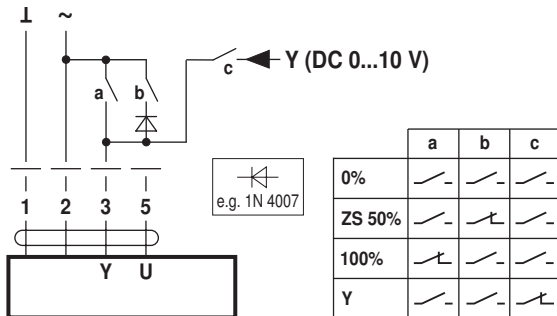 ⊥ ~
a b c Y (DC 0...10 V)
1 2 3 5
Y U
e.g. 1N 4007
a b c
0%
ZS 50%
100%
Y